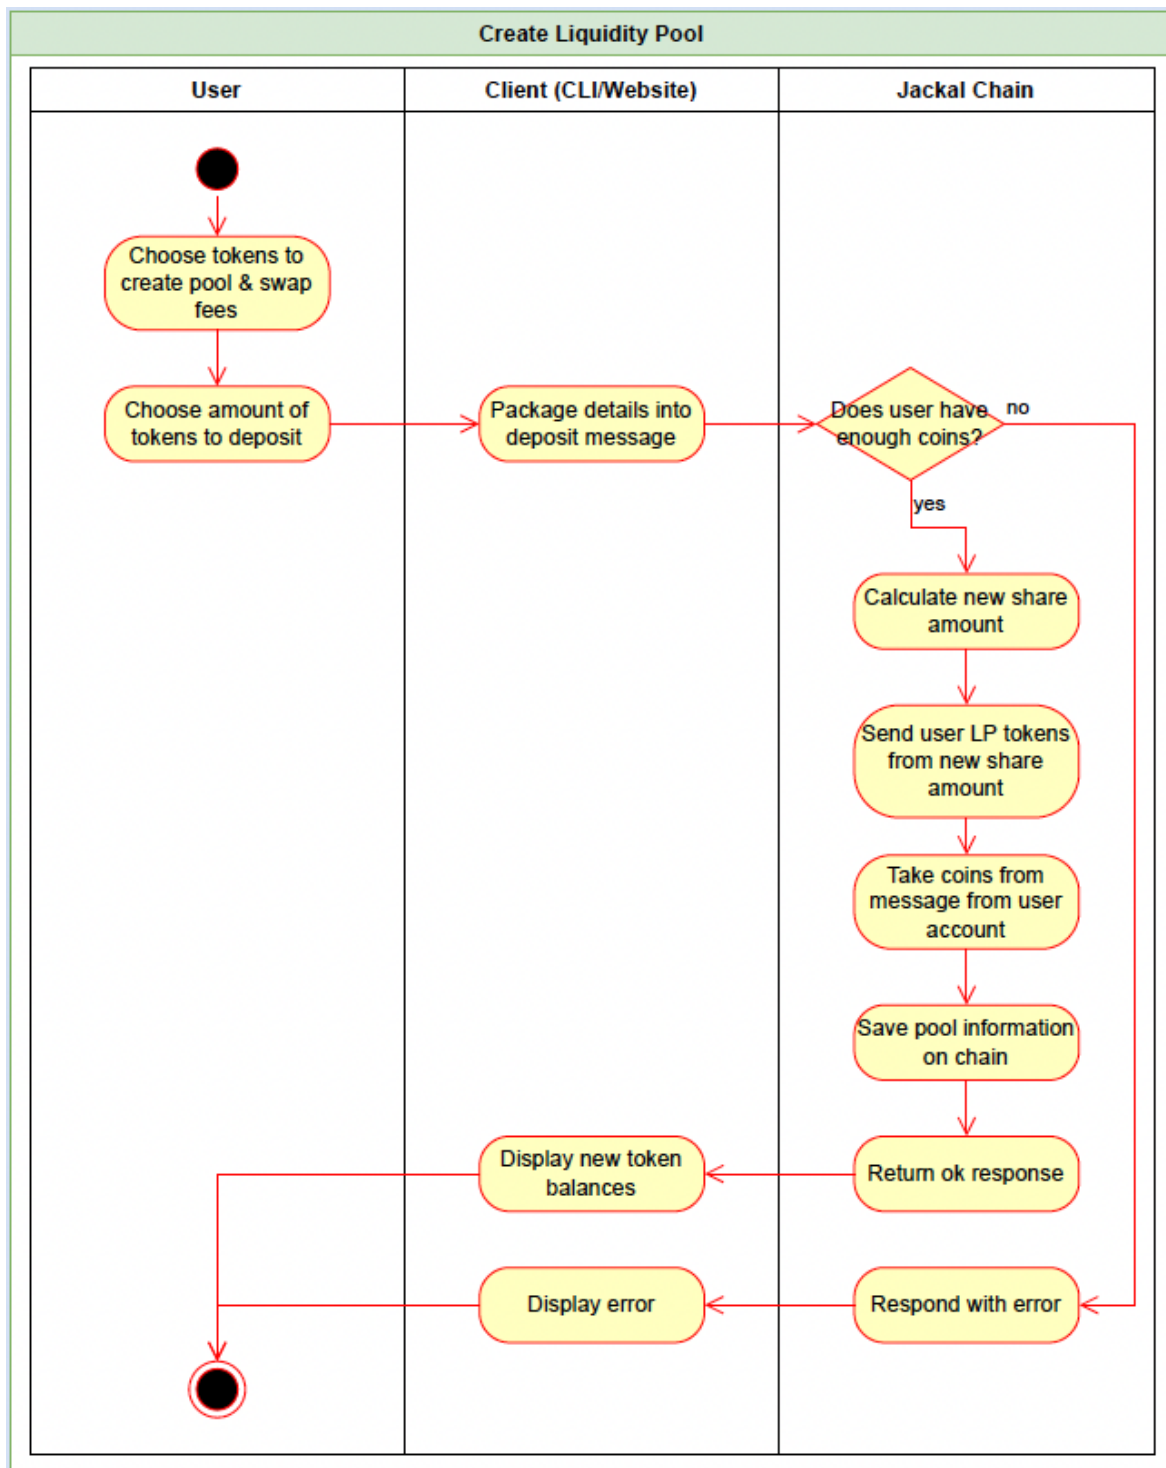 Create Liquidity Pool
User
Client (CLI/Website)
Jackal Chain
Choose tokens to
create pool & swap
fees
Choose amount of
tokens to deposit
Package details into
deposit message
Does user have
enough coins?
no
yes
Calculate new share
amount
Send user LP tokens
from new share
amount
Take coins from
message from user
account
Save pool information
on chain
Return ok response
Display new token
balances
Respond with error
Display error